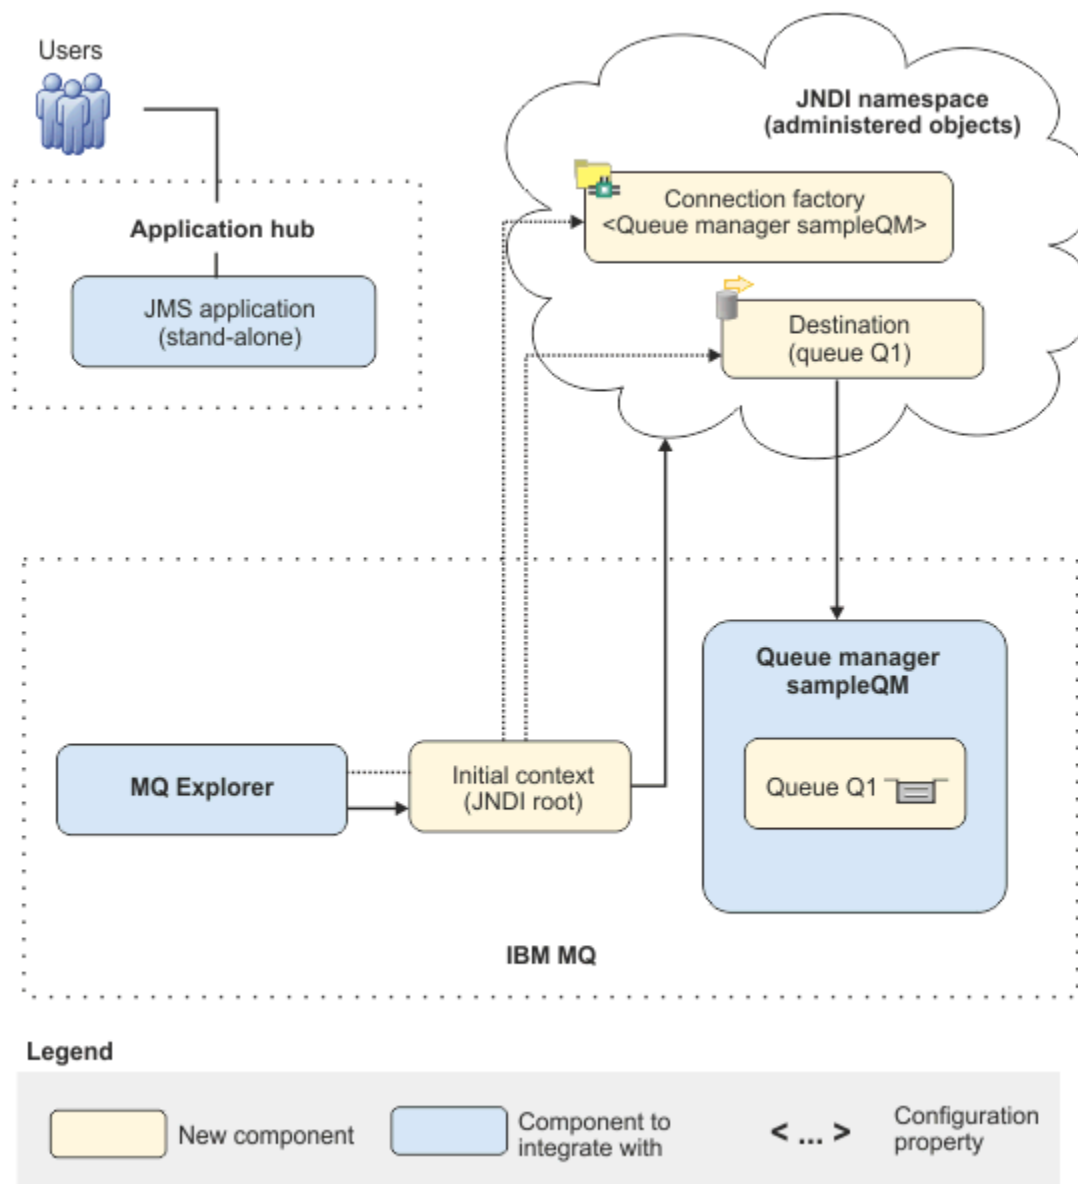 Users
JNDI namespace
(administered objects)
Connection factory
<Queue manager sampleQM>
Application hub
JMS application
(stand-alone)
Destination
(queue Q1)
Queue manager
sampleQM
MQ Explorer
Initial context
(JNDI root)
Queue Q1
IBM MQ
Legend
New component
Component to
integrate with
< ... >
Configuration
property